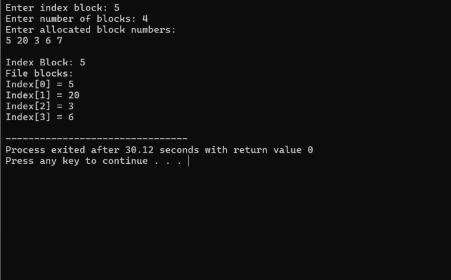 Enter index block: 5
Enter number of blocks: 4
Enter allocated block numbers:
5 20 3 6 7
Index Block: 5
File blocks:
Index[0] = 5
Index[1] = 20
Index[2] = 3
Index[3] = 6
--------------------------------
Process exited after 30.12 seconds with return value 0
Press any key to continue . . .